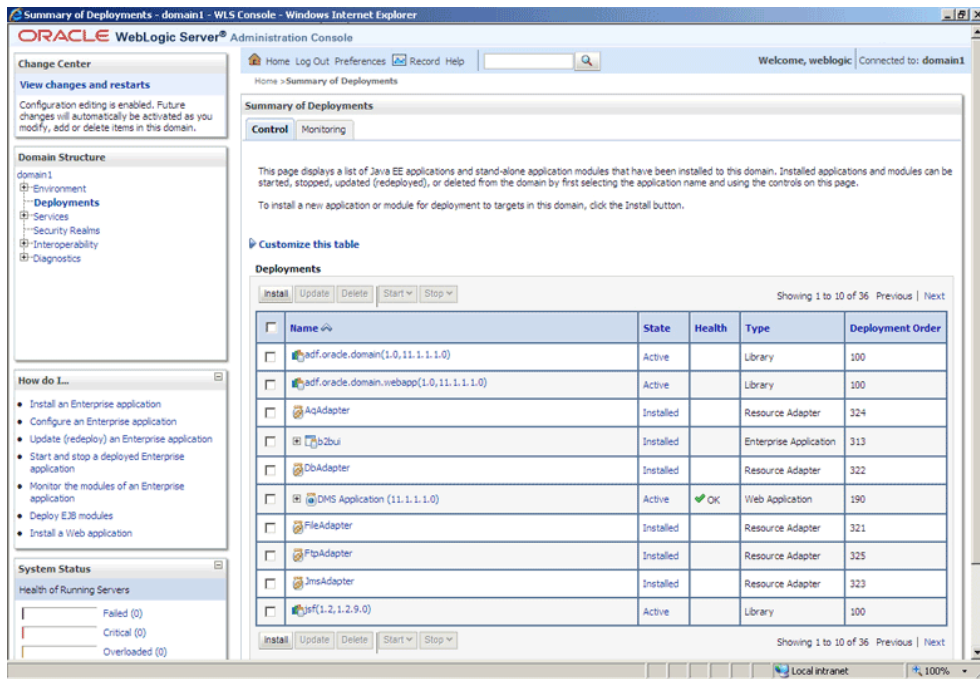 Summary of Deployments - domain1 - WLS Console - Windows Internet Explorer
ORACLE WebLogic Server® Administration Console
Change Center
View changes and restarts
Configuration editing is enabled. Future
changes will automatically be activated as you
modify, add or delete items in this domain.
Domain Structure
domain1
Environment
Deployments
Services
Security Realms
Interoperability
Diagnostics
How do I...
Install an Enterprise application
Configure an Enterprise application
Update (redeploy) an Enterprise application
Start and stop a deployed Enterprise
application
Monitor the modules of an Enterprise
application
Deploy EJB modules
Install a Web application
System Status
Health of Running Servers
Failed (0)
Critical (0)
Overloaded (0)
Home Log Out Preferences Record Help
Welcome, weblogic Connected to: domain1
Home >Summary of Deployments
Summary of Deployments
Control Monitoring
This page displays a list of Java EE applications and stand-alone application modules that have been installed to this domain. Installed applications and modules can be
started, stopped, updated (redeployed), or deleted from the domain by first selecting the application name and using the controls on this page.
To install a new application or module for deployment to targets in this domain, click the Install button.
Customize this table
Deployments
Install Update Delete Start Stop Showing 1 to 10 of 36 Previous | Next
Name State Health Type Deployment Order
adf.oracle.domain(1.0,11.1.1.1.0) Active Library 100
adf.oracle.domain.webapp(1.0,11.1.1.1.0) Active Library 100
AqAdapter Installed Resource Adapter 324
b2bui Installed Enterprise Application 313
DbAdapter Installed Resource Adapter 322
DMS Application (11.1.1.1.0) Active OK Web Application 190
FileAdapter Installed Resource Adapter 321
FtpAdapter Installed Resource Adapter 325
JmsAdapter Installed Resource Adapter 323
jsf(1.2,1.2.9.0) Active Library 100
Install Update Delete Start Stop Showing 1 to 10 of 36 Previous | Next
Local intranet 100%